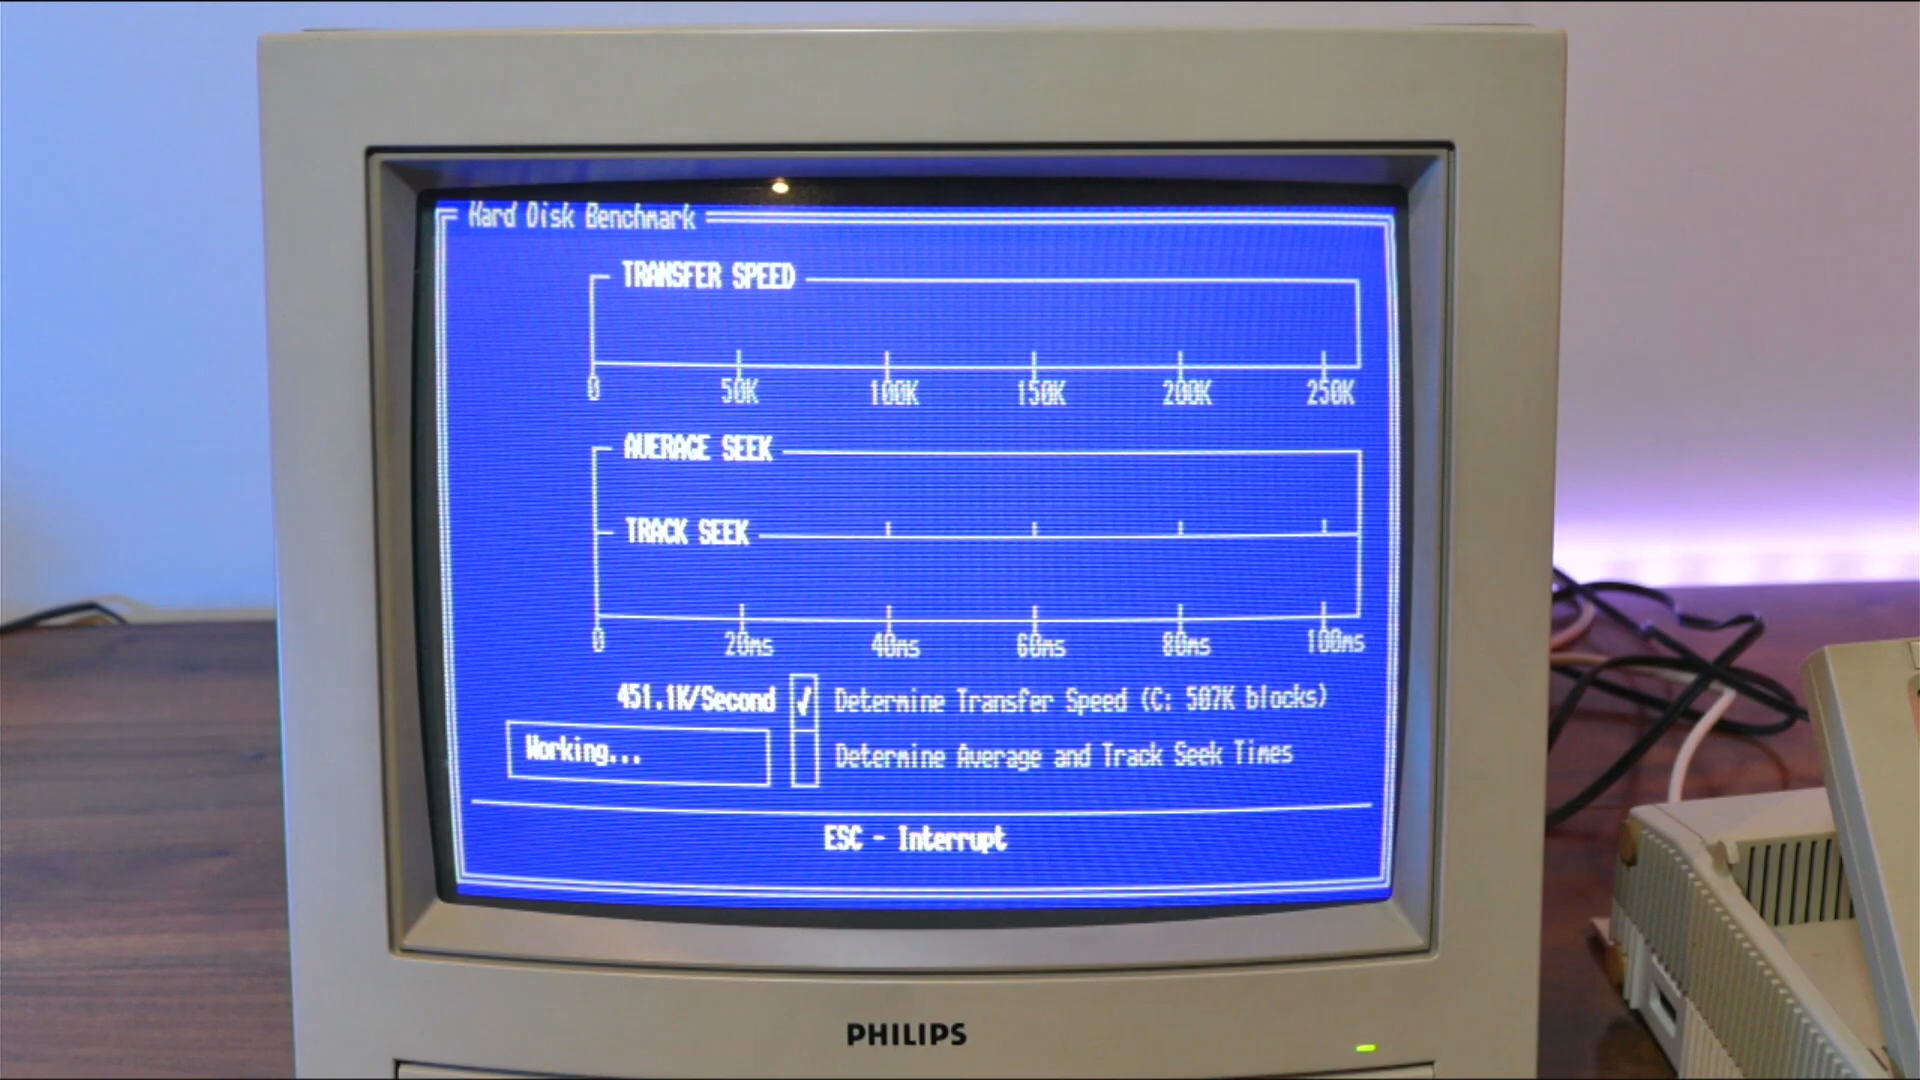 Hard Disk Benchmark
TRANSFER SPEED
0 50K 100K 150K 200K 250K
AVERAGE SEEK
TRACK SEEK
0 20ms 40ms 60ms 80ms 100ms
451.1K/Second √ Determine Transfer Speed (C: 507K blocks)
Working... Determine Average and Track Seek Times
ESC - Interrupt
PHILIPS